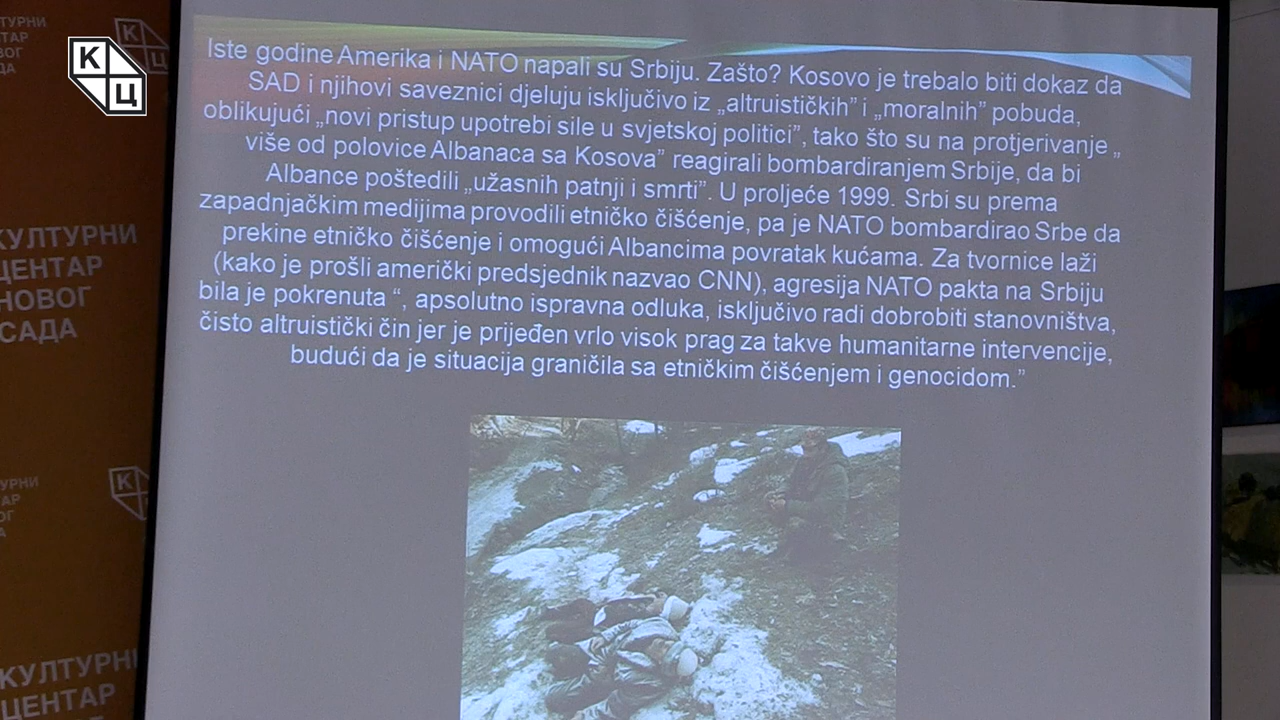 КЦ
КУЛТУРНИ
ЦЕНТАР
НОВОГ
САДА
КУЛТУРНИ
ЦЕНТАР
Iste godine Amerika i NATO napali su Srbiju. Zašto? Kosovo je trebalo biti dokaz da
SAD i njihovi saveznici djeluju isključivo iz „altruističkih” i „moralnih” pobuda,
oblikujući „novi pristup upotrebi sile u svjetskoj politici”, tako što su na protjerivanje „
više od polovice Albanaca sa Kosova” reagirali bombardiranjem Srbije, da bi
Albance poštedili „užasnih patnji i smrti”. U proljeće 1999. Srbi su prema
zapadnjačkim medijima provodili etničko čišćenje, pa je NATO bombardirao Srbe da
prekine etničko čišćenje i omogući Albancima povratak kućama. Za tvornice laži
(kako je prošli američki predsjednik nazvao CNN), agresija NATO pakta na Srbiju
bila je pokrenuta “, apsolutno ispravna odluka, isključivo radi dobrobiti stanovništva,
čisto altruistički čin jer je prijeđen vrlo visok prag za takve humanitarne intervencije,
budući da je situacija graničila sa etničkim čišćenjem i genocidom.”